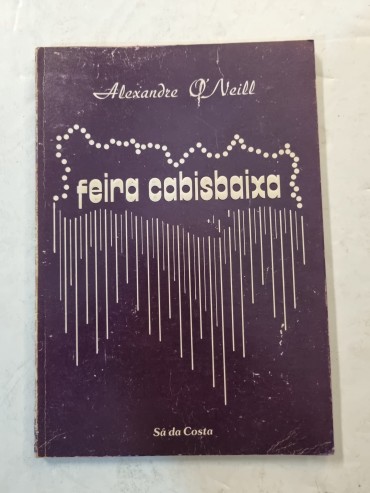 Alexandre O'Neill
feira cabisbaixa
Sá da Costa